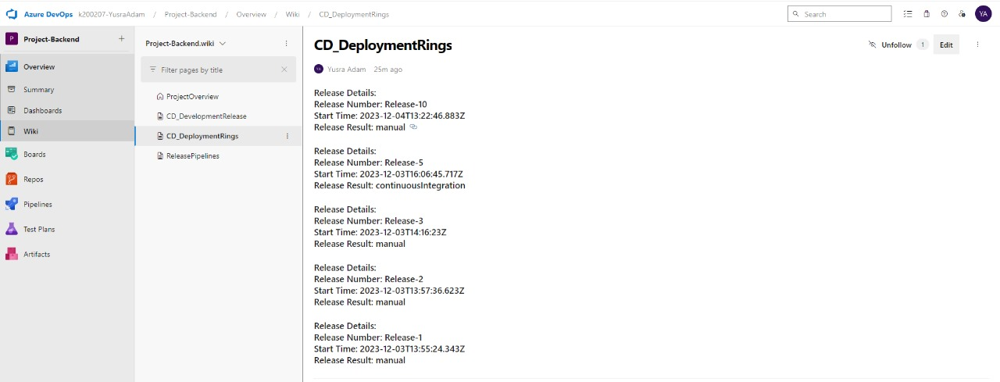 Azure DevOps k200207-YusraAdam / Project-Backend / Overview / Wiki / CD_DeploymentRings
Search
YA
P Project-Backend +
Overview
Summary
Dashboards
Wiki
Boards
Repos
Pipelines
Test Plans
Artifacts
Project-Backend.wiki
Filter pages by title
ProjectOverview
CD_DevelopmentRelease
CD_DeploymentRings
ReleasePipelines
CD_DeploymentRings
Unfollow 1 Edit
YA Yusra Adam 25m ago
Release Details:
Release Number: Release-10
Start Time: 2023-12-04T13:22:46.883Z
Release Result: manual
Release Details:
Release Number: Release-5
Start Time: 2023-12-03T16:06:45.717Z
Release Result: continuousIntegration
Release Details:
Release Number: Release-3
Start Time: 2023-12-03T14:16:23Z
Release Result: manual
Release Details:
Release Number: Release-2
Start Time: 2023-12-03T13:57:36.623Z
Release Result: manual
Release Details:
Release Number: Release-1
Start Time: 2023-12-03T13:55:24.343Z
Release Result: manual